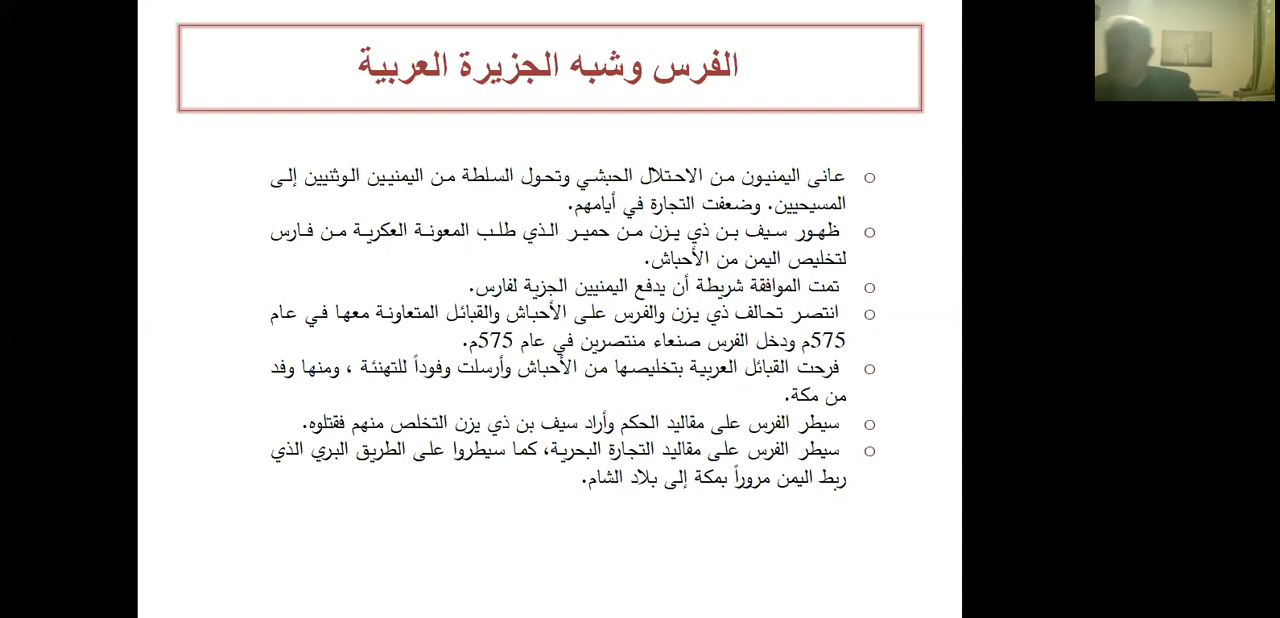 الفرس وشبه الجزيرة العربية
عانى اليمنيون من الاحتلال الحبشي وتحول السلطة من اليمنيين الوثنيين إلى
المسيحيين. وضعفت التجارة في أيامهم.
ظهور سيف بن ذي يزن من حمير الذي طلب المعونة العكرية من فارس
لتخليص اليمن من الأحباش.
تمت الموافقة شريطة أن يدفع اليمنيين الجزية لفارس.
انتصر تحالف ذي يزن والفرس على الأحباش والقبائل المتعاونة معها في عام
575م ودخل الفرس صنعاء منتصرين في عام 575م.
فرحت القبائل العربية بتخليصها من الأحباش وأرسلت وفوداً للتهنئة ، ومنها وفد
من مكة.
سيطر الفرس على مقاليد الحكم وأراد سيف بن ذي يزن التخلص منهم فقتلوه.
سيطر الفرس على مقاليد التجارة البحرية، كما سيطروا على الطريق البري الذي
ربط اليمن مروراً بمكة إلى بلاد الشام.